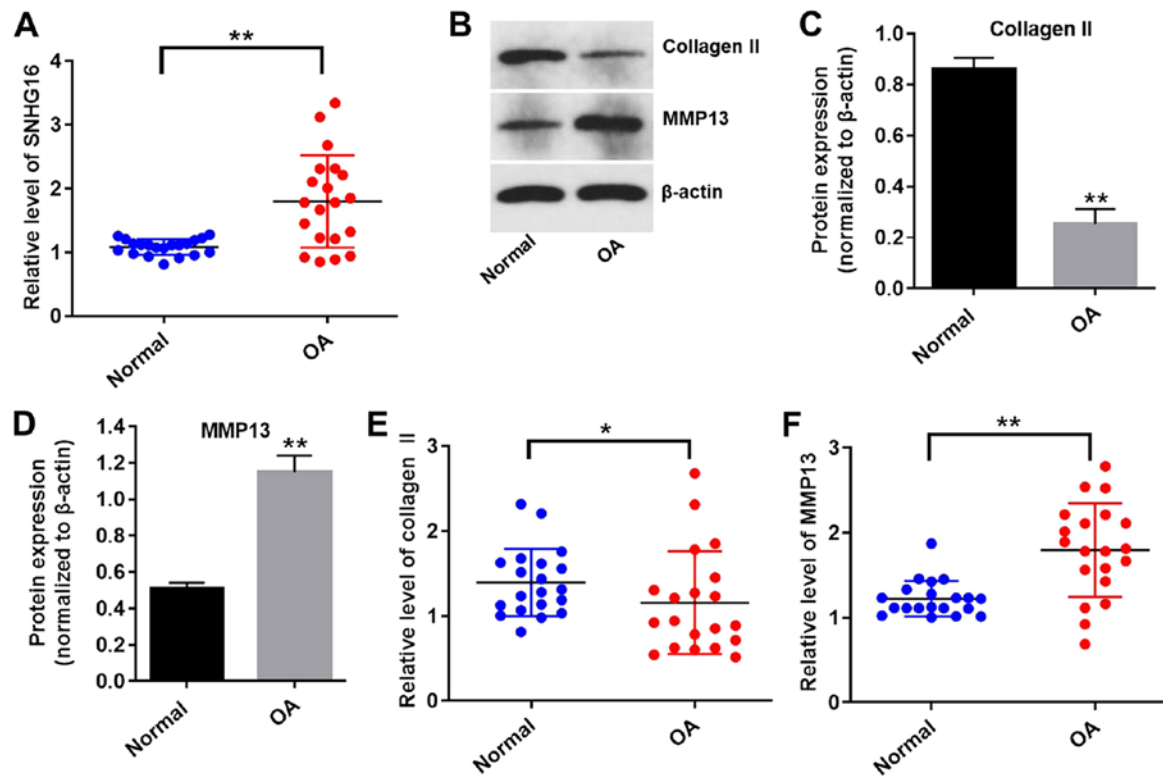 A
**
Relative level of SNHG16
4
3
2
1
0
Normal
OA
B
Collagen II
MMP13
β-actin
Normal
OA
C
Collagen II
Protein expression
(normalized to β-actin)
1.0
0.8
0.6
0.4
0.2
0.0
**
Normal
OA
D
MMP13
Protein expression
(normalized to β-actin)
1.4
1.2
1.0
0.8
0.6
0.4
0.2
0.0
**
Normal
OA
E
*
Relative level of collagen II
3
2
1
0
Normal
OA
F
**
Relative level of MMP13
3
2
1
0
Normal
OA